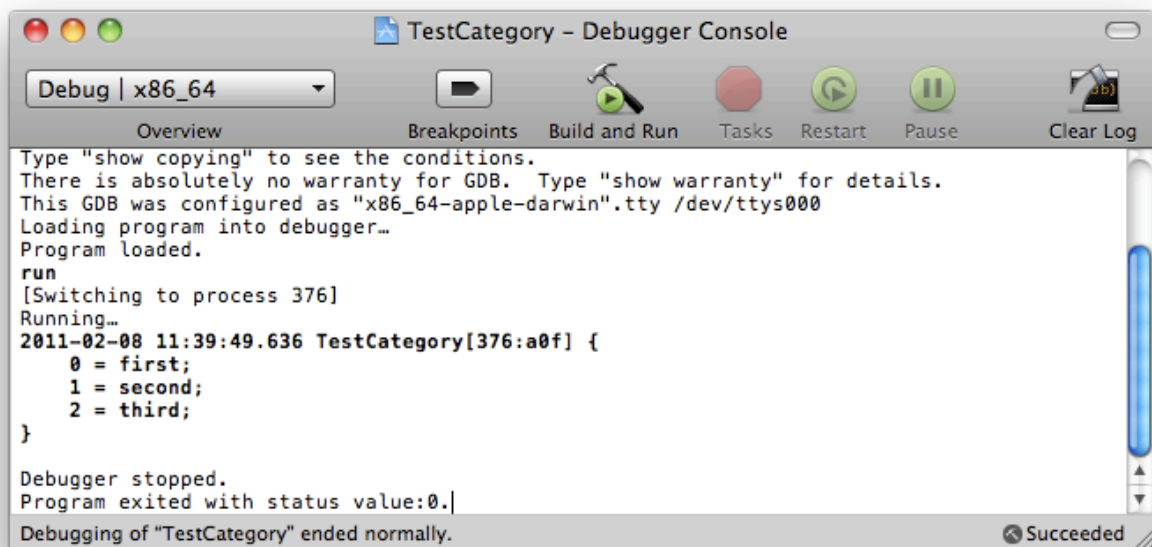 TestCategory – Debugger Console
Debug | x86_64
Overview Breakpoints Build and Run Tasks Restart Pause Clear Log
Type "show copying" to see the conditions.
There is absolutely no warranty for GDB.  Type "show warranty" for details.
This GDB was configured as "x86_64-apple-darwin".tty /dev/ttys000
Loading program into debugger…
Program loaded.
run
[Switching to process 376]
Running…
2011-02-08 11:39:49.636 TestCategory[376:a0f] {
    0 = first;
    1 = second;
    2 = third;
}
Debugger stopped.
Program exited with status value:0.
Debugging of “TestCategory” ended normally. Succeeded